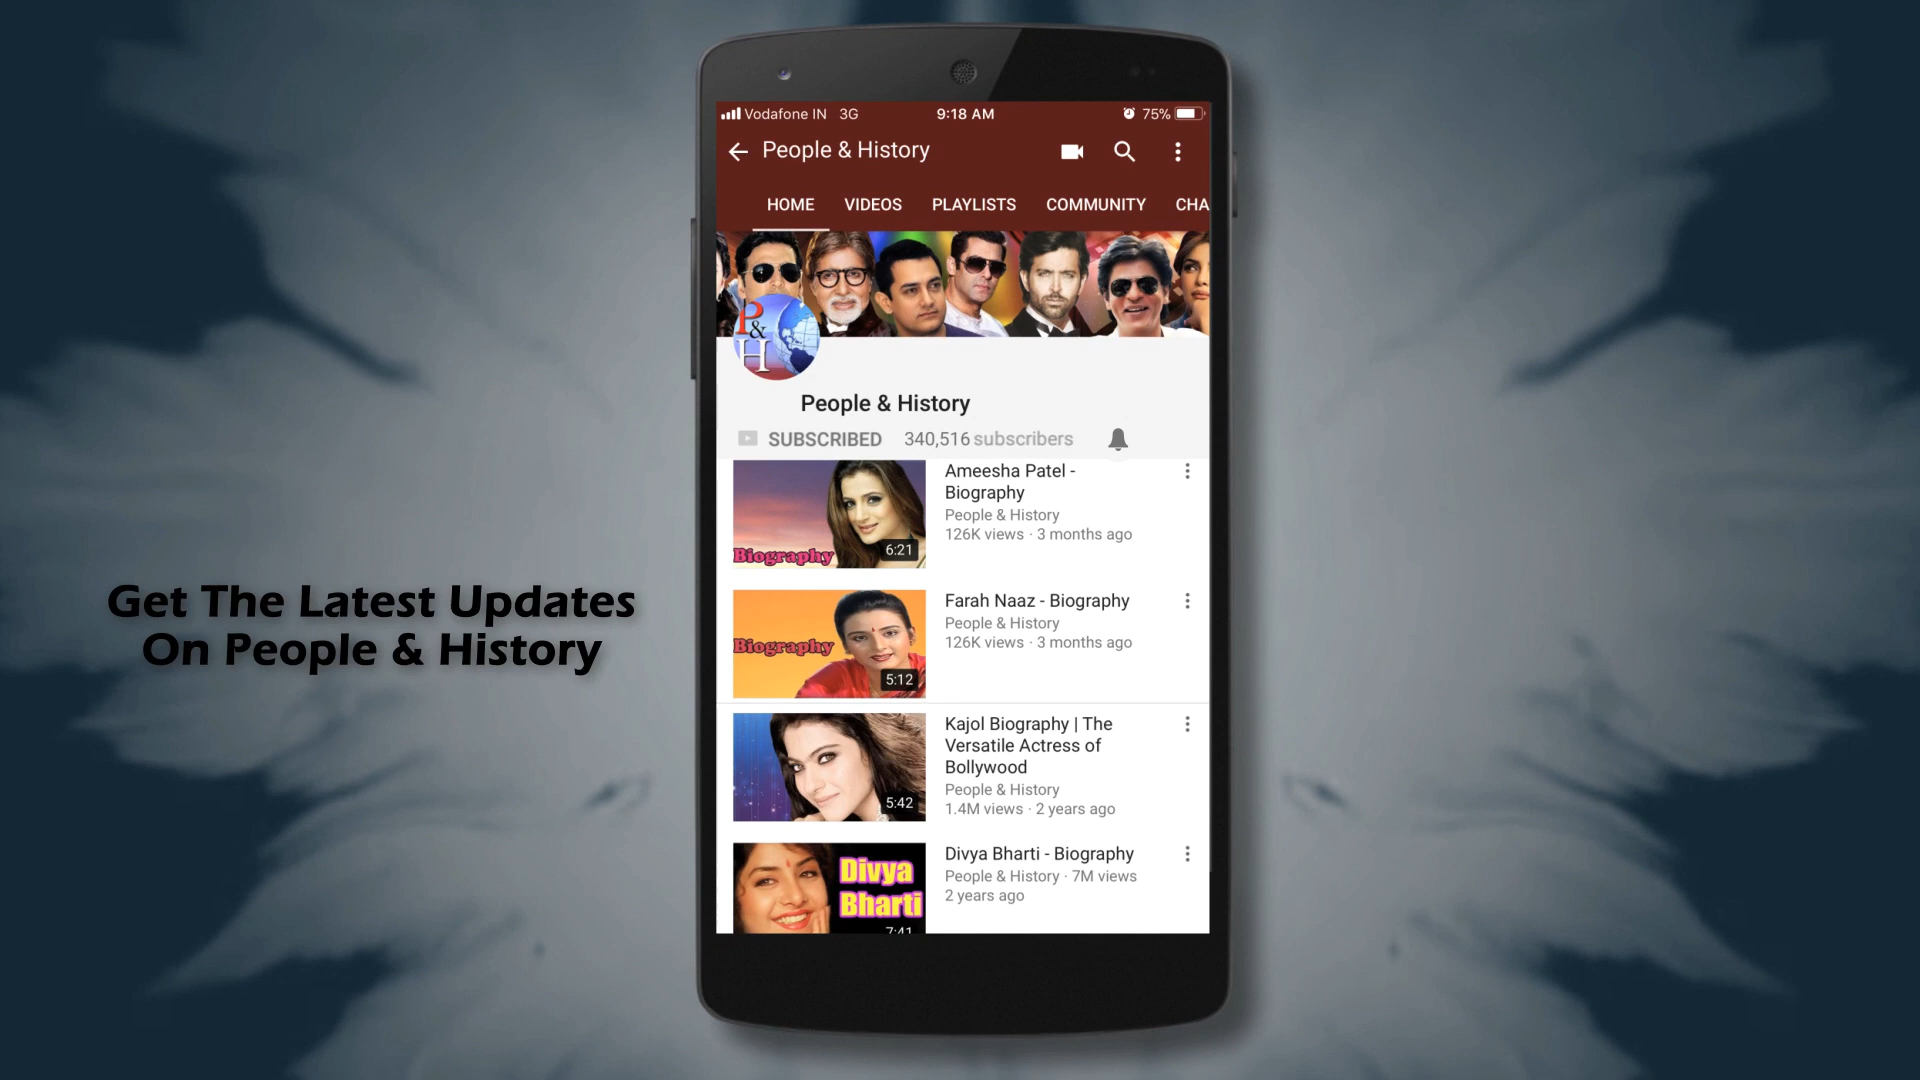 Vodafone IN 3G 9:18 AM 75%
People & History
HOME VIDEOS PLAYLISTS COMMUNITY CHA
P
&
H
People & History
SUBSCRIBED 340,516 subscribers
Ameesha Patel -
Biography
People & History
126K views · 3 months ago
Biography
6:21
Farah Naaz - Biography
People & History
126K views · 3 months ago
Biography
5:12
Kajol Biography | The
Versatile Actress of
Bollywood
People & History
1.4M views · 2 years ago
5:42
Divya Bharti - Biography
People & History · 7M views
2 years ago
Divya
Bharti
7:41
Get The Latest Updates
On People & History